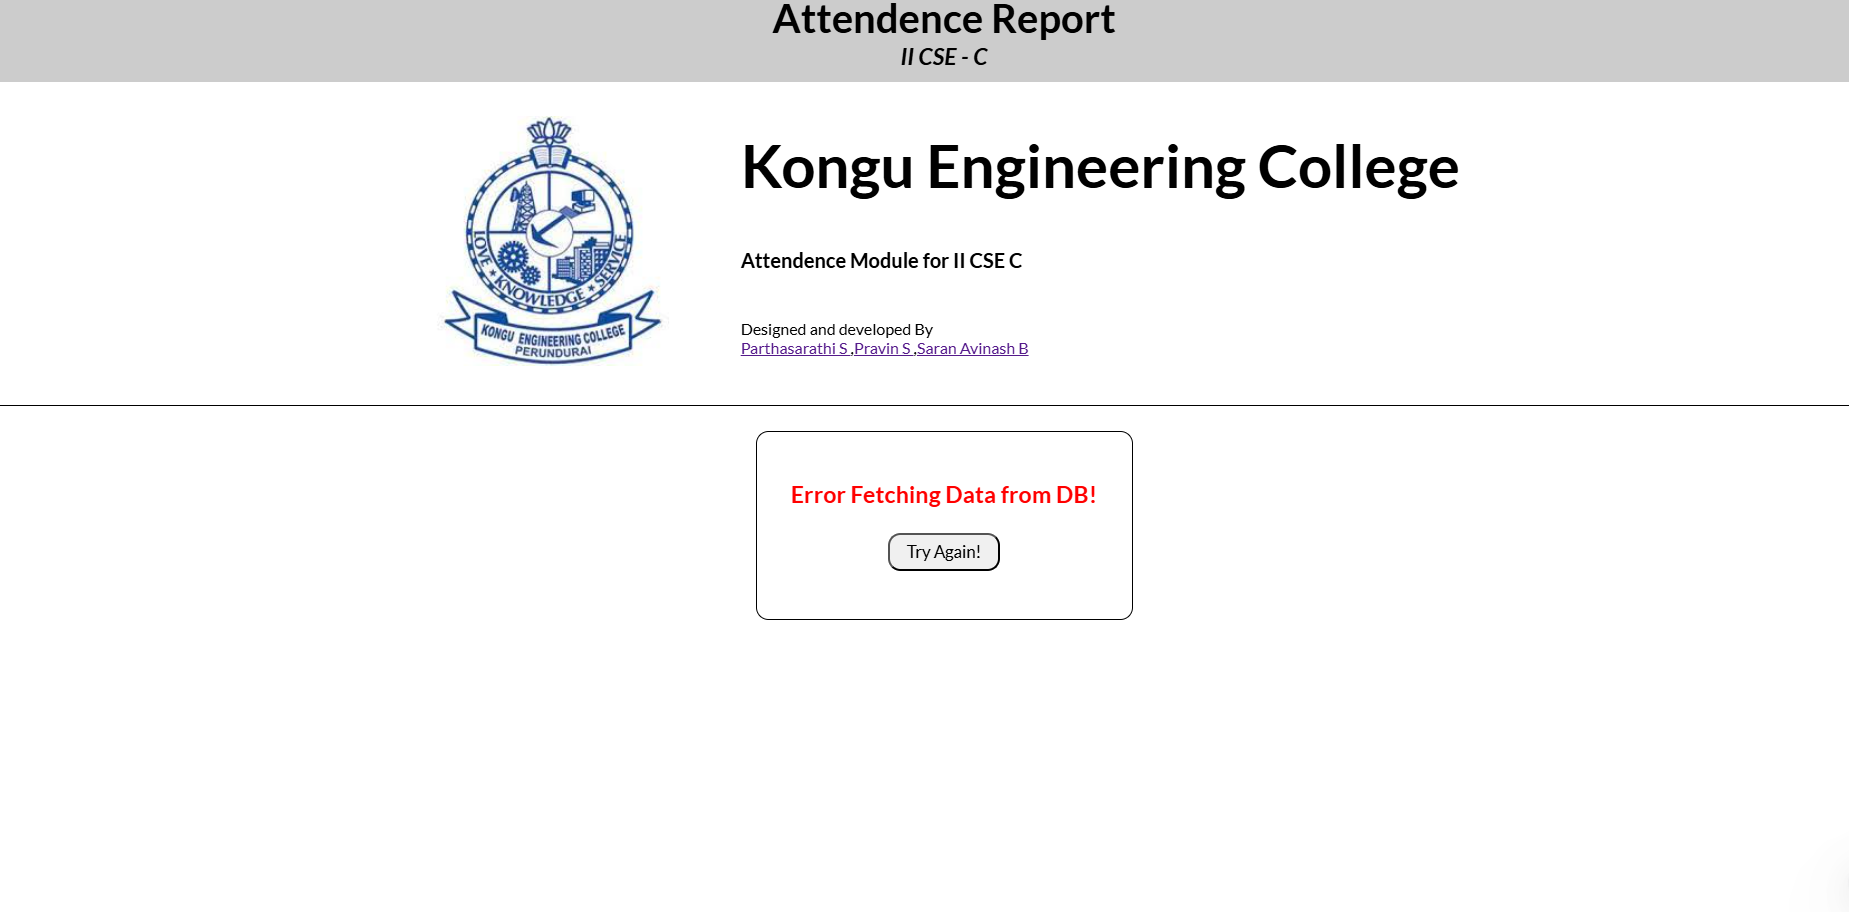 Attendence Report
II CSE - C
LOVE * KNOWLEDGE * SERVICE
KONGU ENGINEERING COLLEGE
PERUNDURAI
Kongu Engineering College
Attendence Module for II CSE C
Designed and developed By
Parthasarathi S ,Pravin S ,Saran Avinash B
Error Fetching Data from DB!
Try Again!